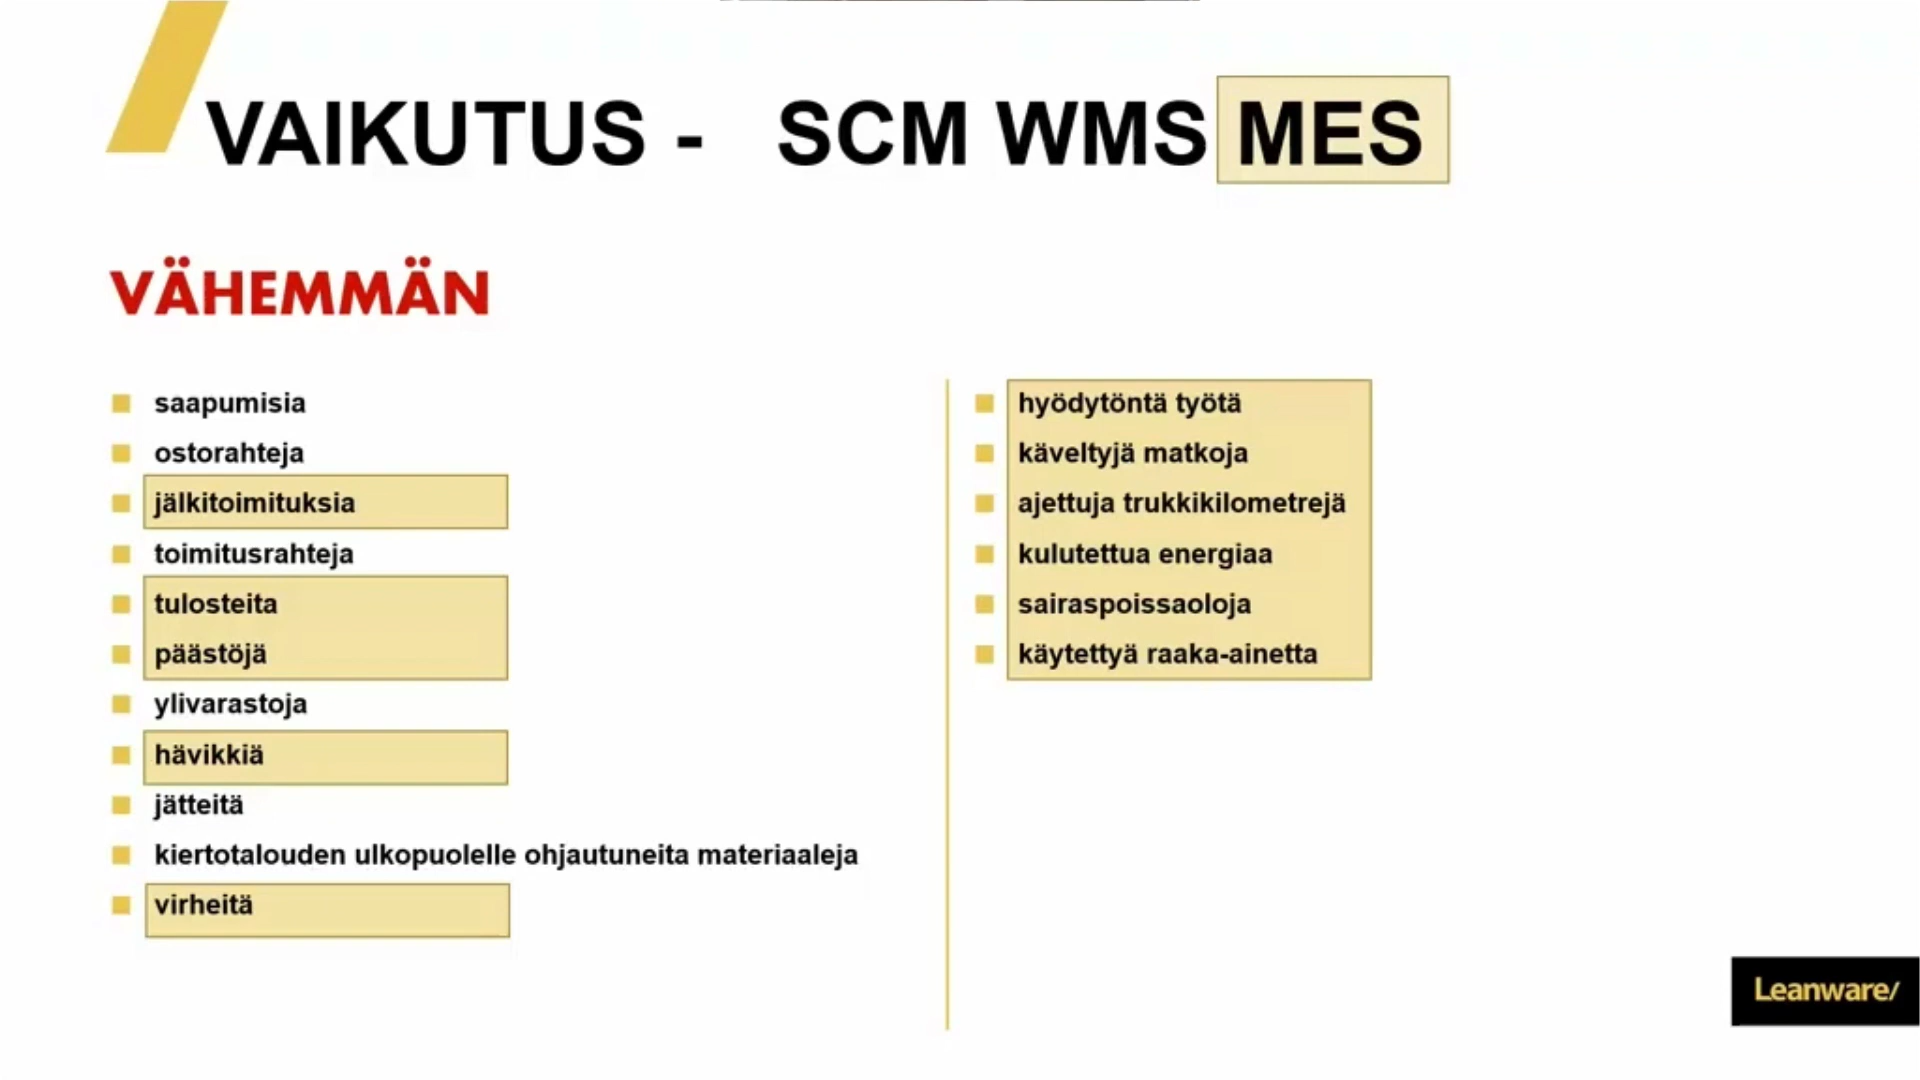 VAIKUTUS - SCM WMS MES
VÄHEMMÄN
saapumisia
ostorahteja
jälkitoimituksia
toimitusrahteja
tulosteita
päästöjä
ylivarastoja
hävikkiä
jätteitä
kiertotalouden ulkopuolelle ohjautuneita materiaaleja
virheitä
hyödytöntä työtä
käveltyjä matkoja
ajettuja trukkikilometrejä
kulutettua energiaa
sairaspoissaoloja
käytettyä raaka-ainetta
Leanware/